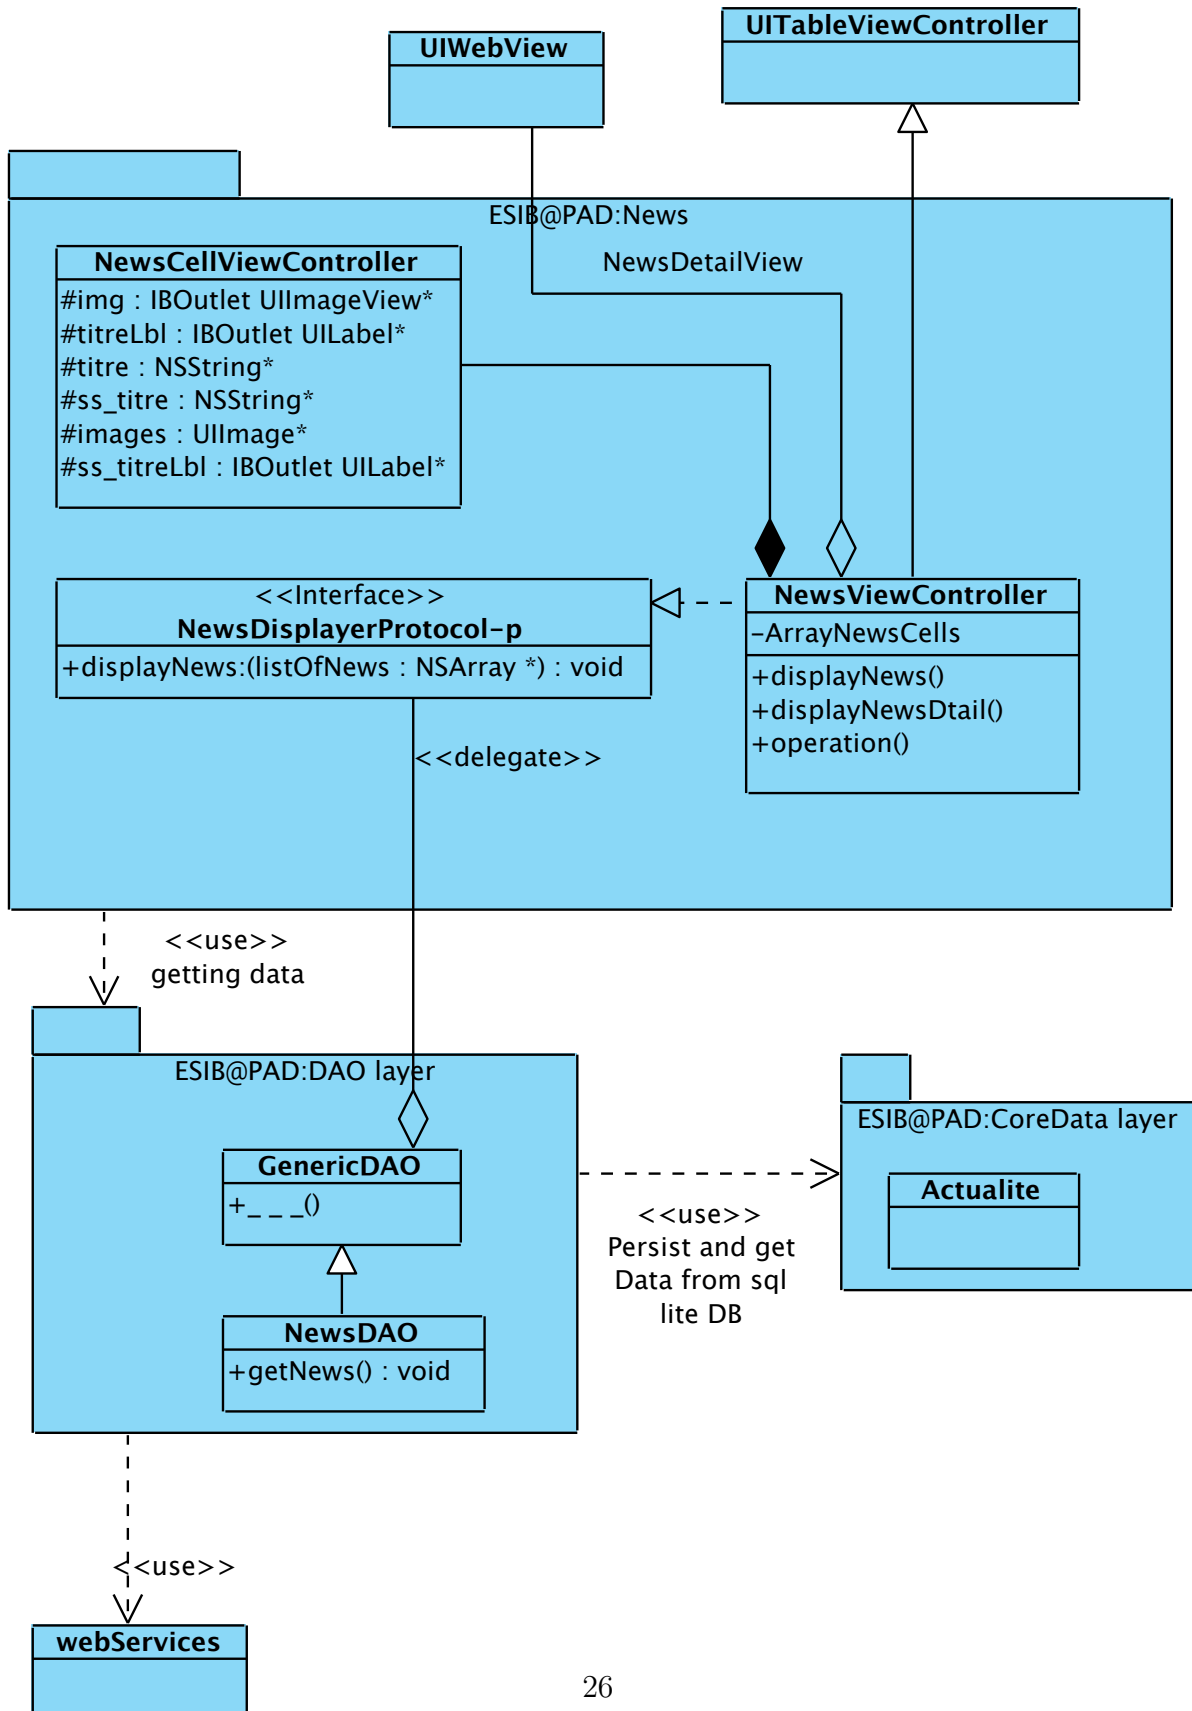 UIWebView
UITableViewController
ESIB@PAD:News
NewsDetailView
NewsCellViewController
#img : IBOutlet UIImageView*
#titreLbl : IBOutlet UILabel*
#titre : NSString*
#ss_titre : NSString*
#images : UIImage*
#ss_titreLbl : IBOutlet UILabel*
<<Interface>>
NewsDisplayerProtocol-p
+displayNews:(listOfNews : NSArray *) : void
NewsViewController
-ArrayNewsCells
+displayNews()
+displayNewsDtail()
+operation()
<<delegate>>
<<use>>
getting data
ESIB@PAD:DAO layer
GenericDAO
+_ _ _()
NewsDAO
+getNews() : void
<<use>>
Persist and get
Data from sql
lite DB
ESIB@PAD:CoreData layer
Actualite
<<use>>
webServices
26